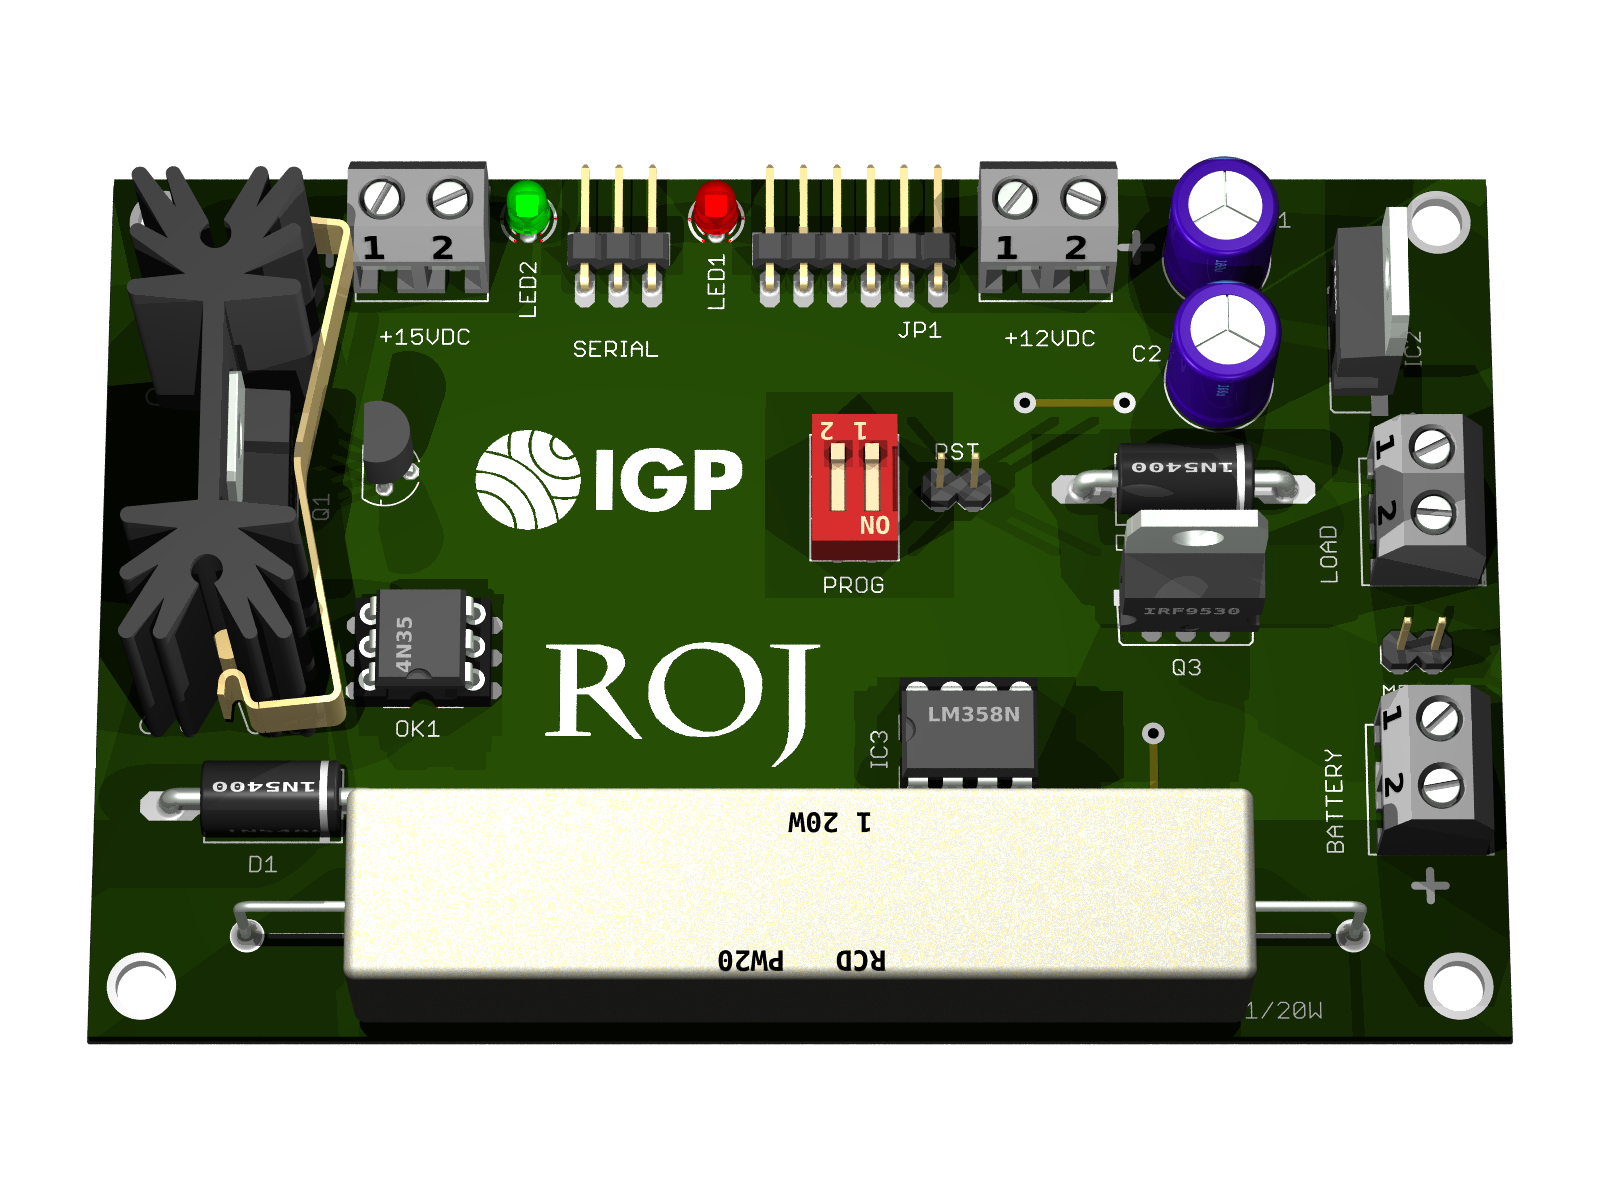 1 2
1 2
+
1
+15VDC
LED2
SERIAL
LED1
JP1
+12VDC
C2
IC2
1
2
LOAD
Q1
IGP
2 1
ON
PROG
RST
1N5400
IRF9530
Q3
4N35
OK1
ROJ
LM358N
IC3
1
2
BATTERY
+
1N5400
D1
1 20W
PW20 RCD
1/20W